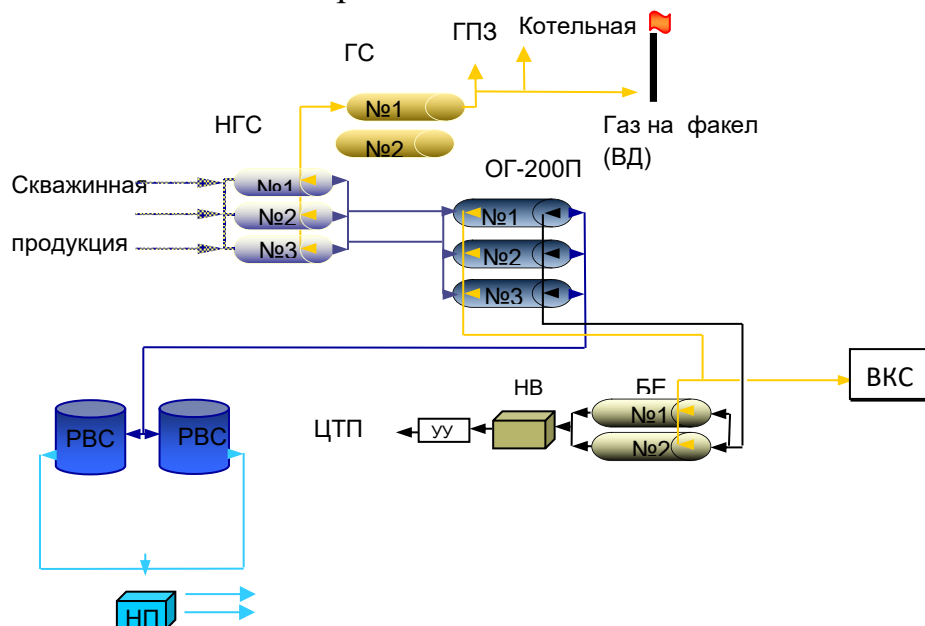 ГПЗ
Котельная
ГС
№1
Газ на факел
(ВД)
НГС
№2
ОГ-200П
Скважинная
№1
№2
№1
продукция
№3
№2
№3
ВКС
НВ
БЕ
№1
ЦТП
УУ
РВС
РВС
№2
НП